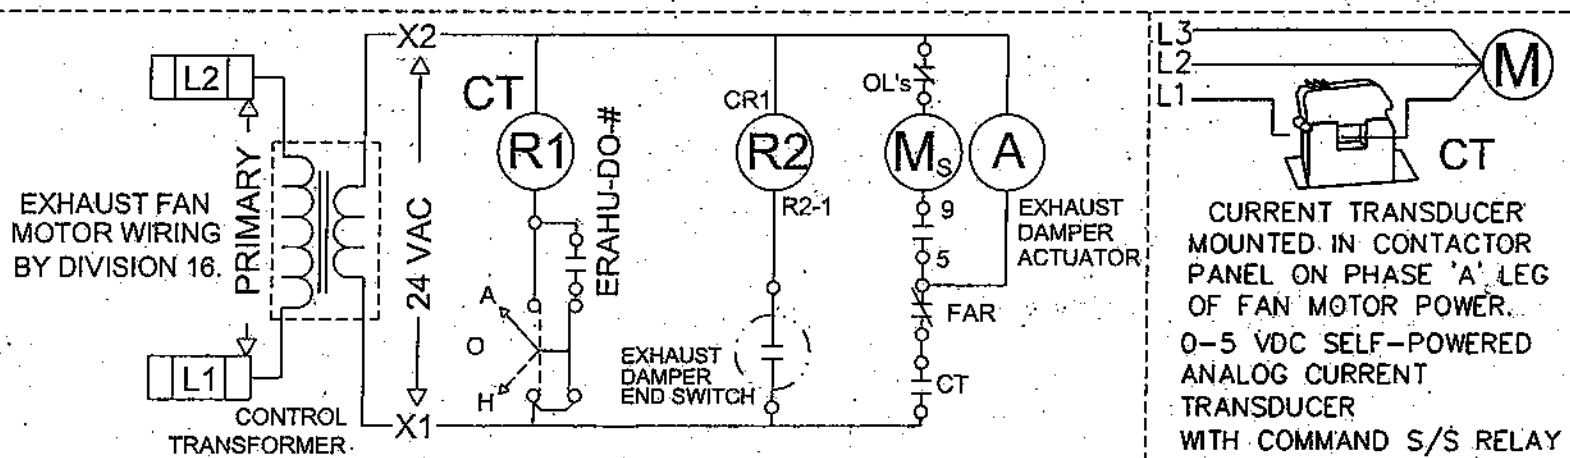 L2
EXHAUST FAN
MOTOR WIRING
BY DIVISION 16.
PRIMARY
L1
CONTROL
TRANSFORMER
X2
24 VAC
X1
CT
R1
ERAHU-DO-#
A
O
H
CR1
R2
R2-1
EXHAUST
DAMPER
END SWITCH
OL's
MS
9
5
FAR
CT
A
EXHAUST
DAMPER
ACTUATOR
L3
L2
L1
M
CT
CURRENT TRANSDUCER
MOUNTED IN CONTACTOR
PANEL ON PHASE 'A' LEG
OF FAN MOTOR POWER.
0-5 VDC SELF-POWERED
ANALOG CURRENT
TRANSDUCER
WITH COMMAND S/S RELAY